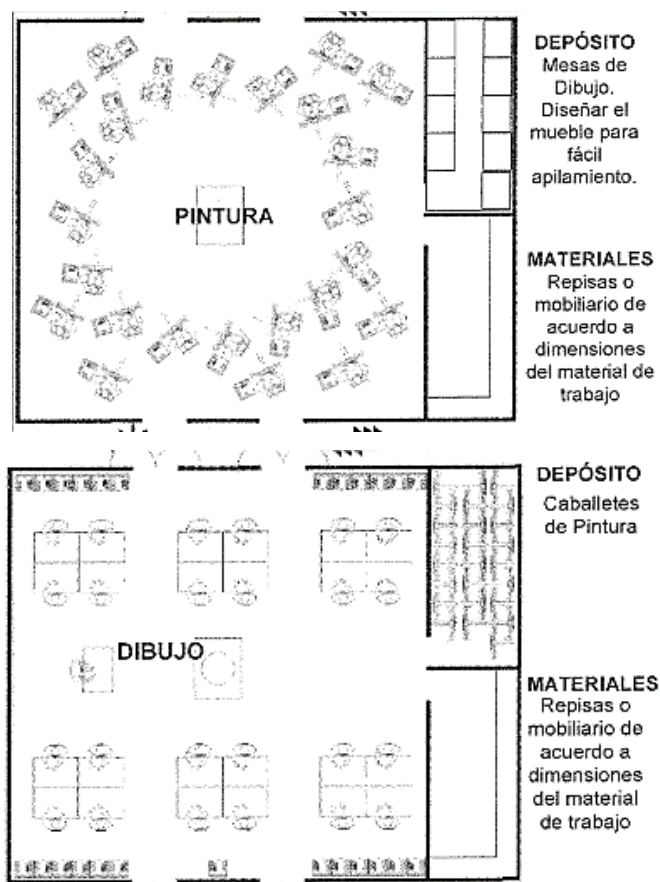 DEPÓSITO
Mesas de
Dibujo.
Diseñar el
mueble para
fácil
apilamiento.
PINTURA
MATERIALES
Repisas o
mobiliario de
acuerdo a
dimensiones
del material de
trabajo
DEPÓSITO
Caballetes
de Pintura
DIBUJO
MATERIALES
Repisas o
mobiliario de
acuerdo a
dimensiones
del material
de trabajo